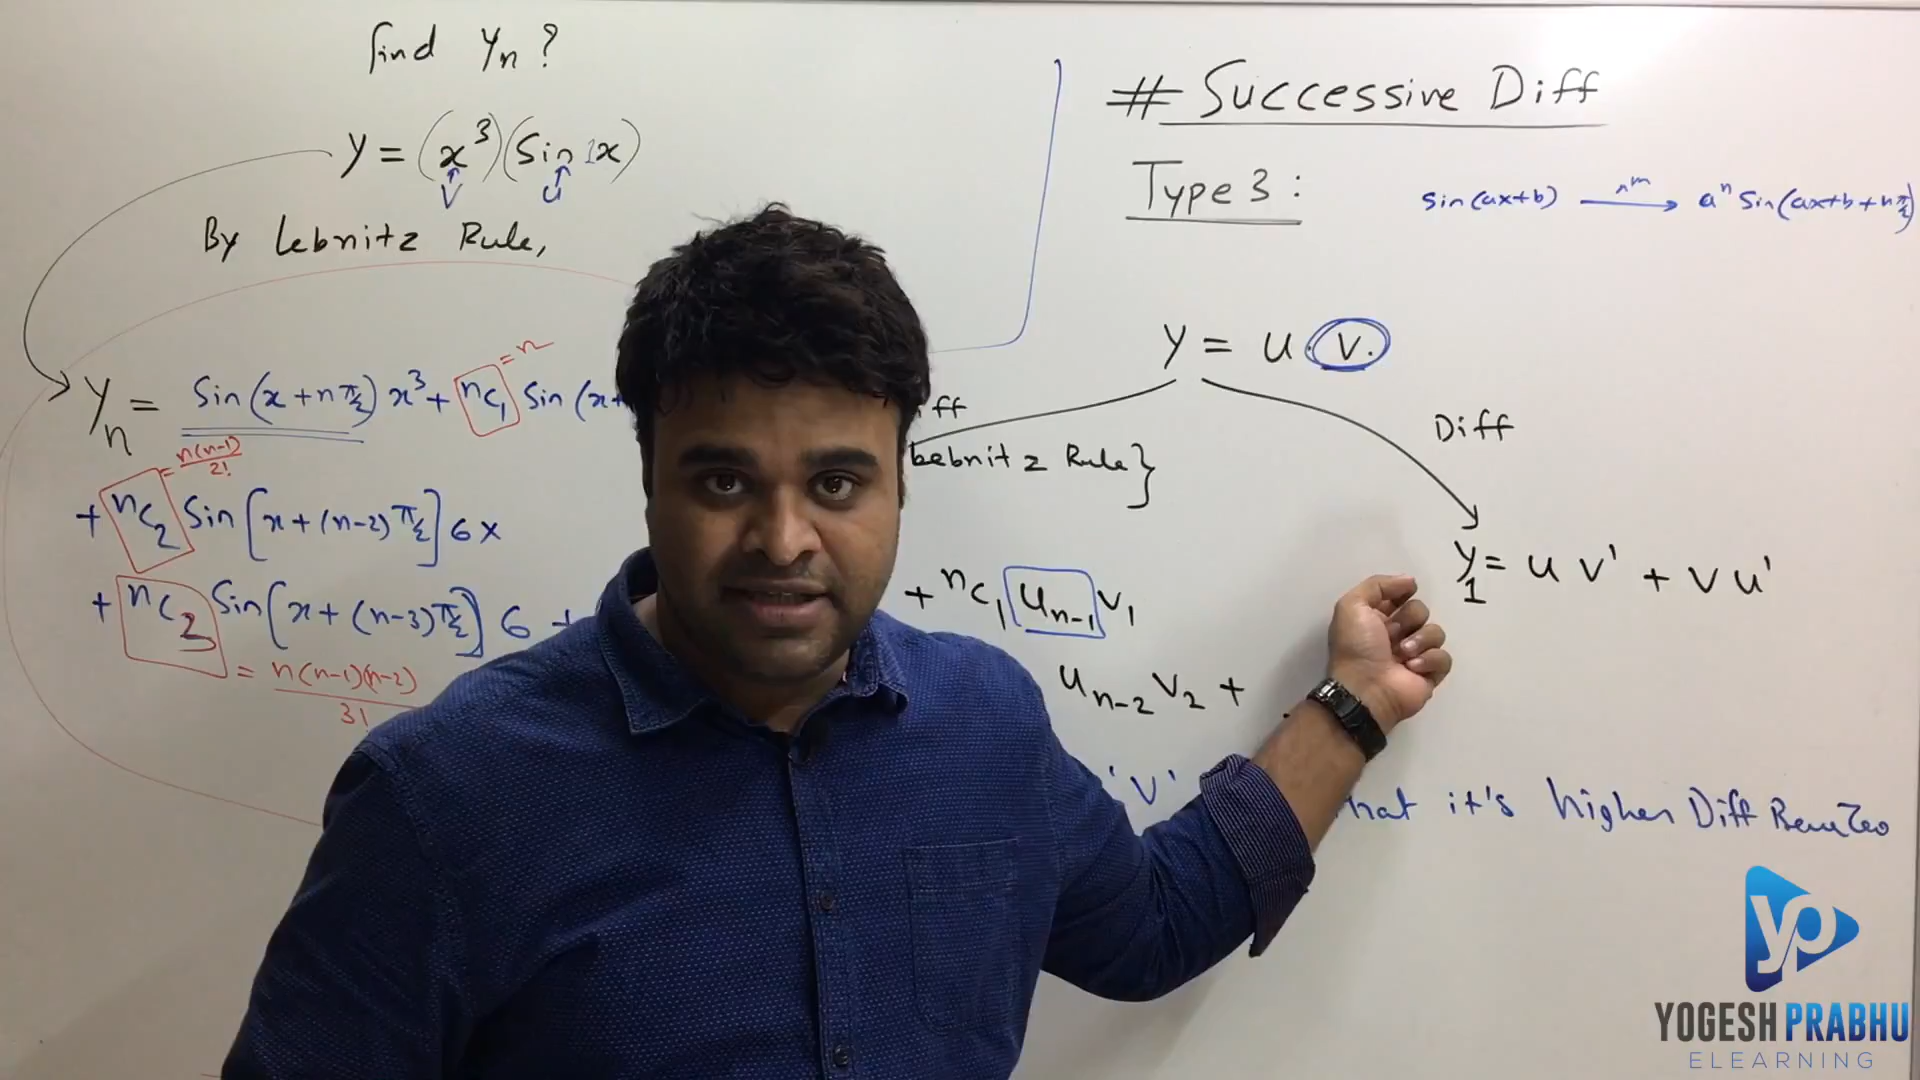 find yn ?
y = (x³)(Sin 1x)
v u
By Lebnitz Rule,
yn = Sin(x + nπ/2) x³ + nC1 Sin (x+
= n
= n(n-1)/2!
+ nC2 Sin [x + (n-2) π/2] 6x
+ nC3 Sin [x + (n-3) π/2] 6 +
= n(n-1)(n-2)/3!
# Successive Diff
Type 3 :
Sin(ax+b) → aⁿ Sin(ax+b+nπ/2)
y = u . v.
Diff
Lebnitz Rule}
y1 = u v' + v u'
+ nC1 un-1 v1
un-2 v2 +
'v' that it's higher Diff
YP
YOGESH PRABHU
ELEARNING